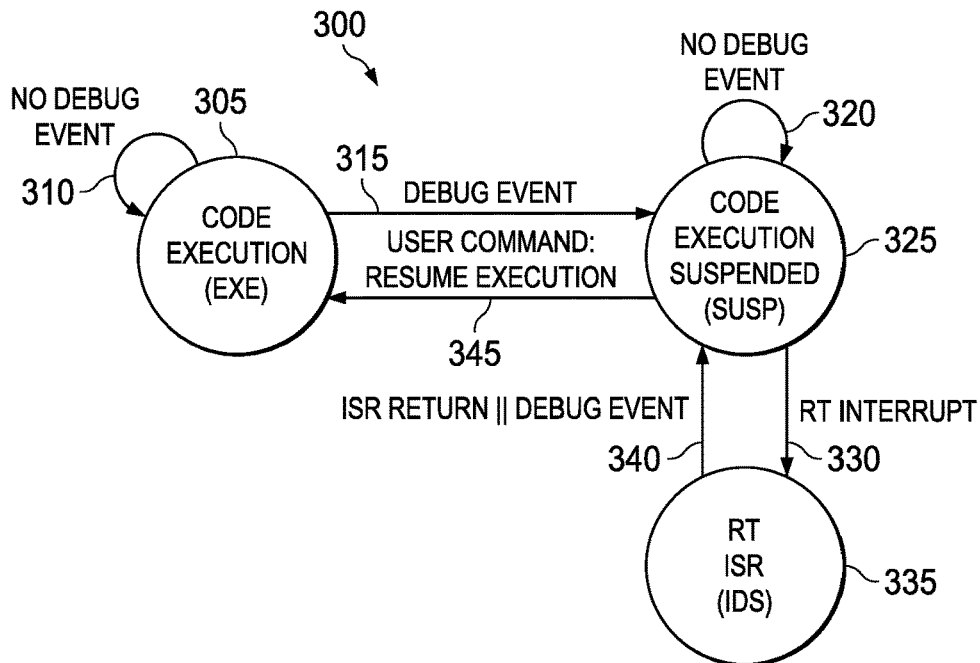 300
NO DEBUG
EVENT
305
310
NO DEBUG
EVENT
320
315
DEBUG EVENT
CODE
EXECUTION
(EXE)
USER COMMAND:
RESUME EXECUTION
345
CODE
EXECUTION
SUSPENDED
(SUSP)
325
ISR RETURN || DEBUG EVENT
340
RT INTERRUPT
330
RT
ISR
(IDS)
335